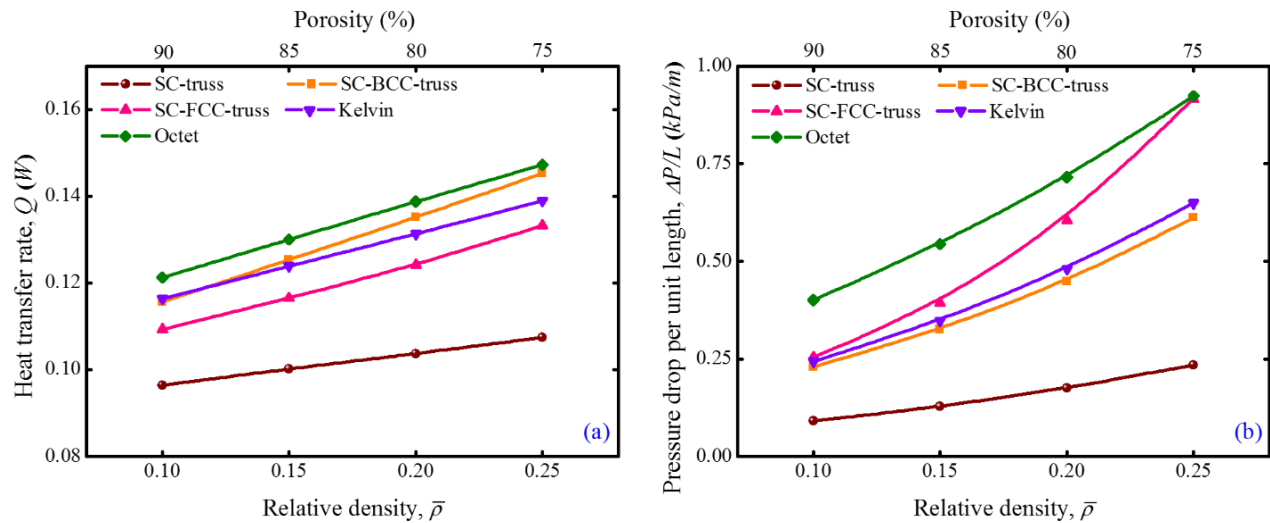 Porosity (%)
90 85 80 75
SC-truss SC-BCC-truss
SC-FCC-truss Kelvin
Octet
Heat transfer rate, Q (W)
0.16
0.14
0.12
0.10
0.08
(a)
0.10 0.15 0.20 0.25
Relative density, ρ̅
Porosity (%)
90 85 80 75
SC-truss SC-BCC-truss
SC-FCC-truss Kelvin
Octet
Pressure drop per unit length, ΔP/L (kPa/m)
1.00
0.75
0.50
0.25
0.00
(b)
0.10 0.15 0.20 0.25
Relative density, ρ̅